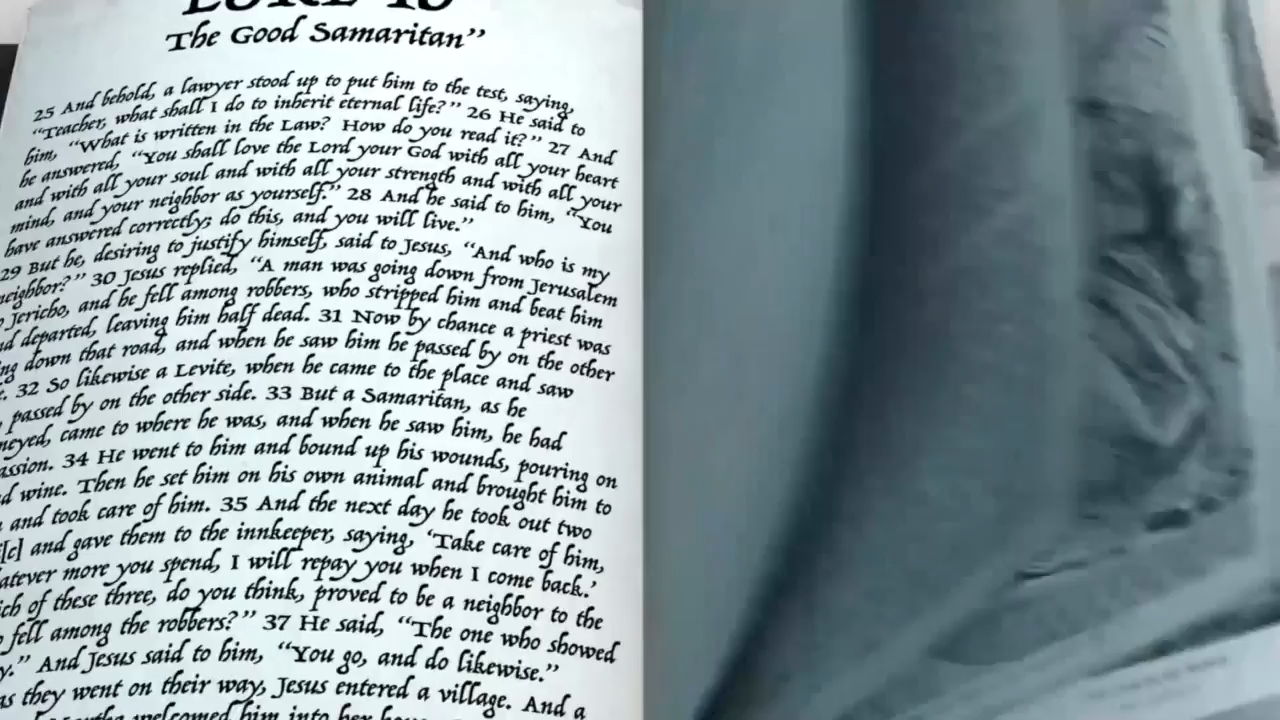 LUKE 10
The Good Samaritan”
25 And behold, a lawyer stood up to put him to the test, saying,
“Teacher, what shall I do to inherit eternal life?” 26 He said to
him, “What is written in the Law? How do you read it?” 27 And
he answered, “You shall love the Lord your God with all your heart
and with all your soul and with all your strength and with all your
mind, and your neighbor as yourself.” 28 And he said to him, “You
have answered correctly; do this, and you will live.”
29 But he, desiring to justify himself, said to Jesus, “And who is my
neighbor?” 30 Jesus replied, “A man was going down from Jerusalem
Jericho, and he fell among robbers, who stripped him and beat him
departed, leaving him half dead. 31 Now by chance a priest was
down that road, and when he saw him he passed by on the other
32 So likewise a Levite, when he came to the place and saw
passed by on the other side. 33 But a Samaritan, as he
came to where he was, and when he saw him, he had
34 He went to him and bound up his wounds, pouring on
wine. Then he set him on his own animal and brought him to
and took care of him. 35 And the next day he took out two
[c] and gave them to the innkeeper, saying, ‘Take care of him,
more you spend, I will repay you when I come back.’
of these three, do you think, proved to be a neighbor to the
fell among the robbers?” 37 He said, “The one who showed
And Jesus said to him, “You go, and do likewise.”
as they went on their way, Jesus entered a village. And a
welcomed him into her